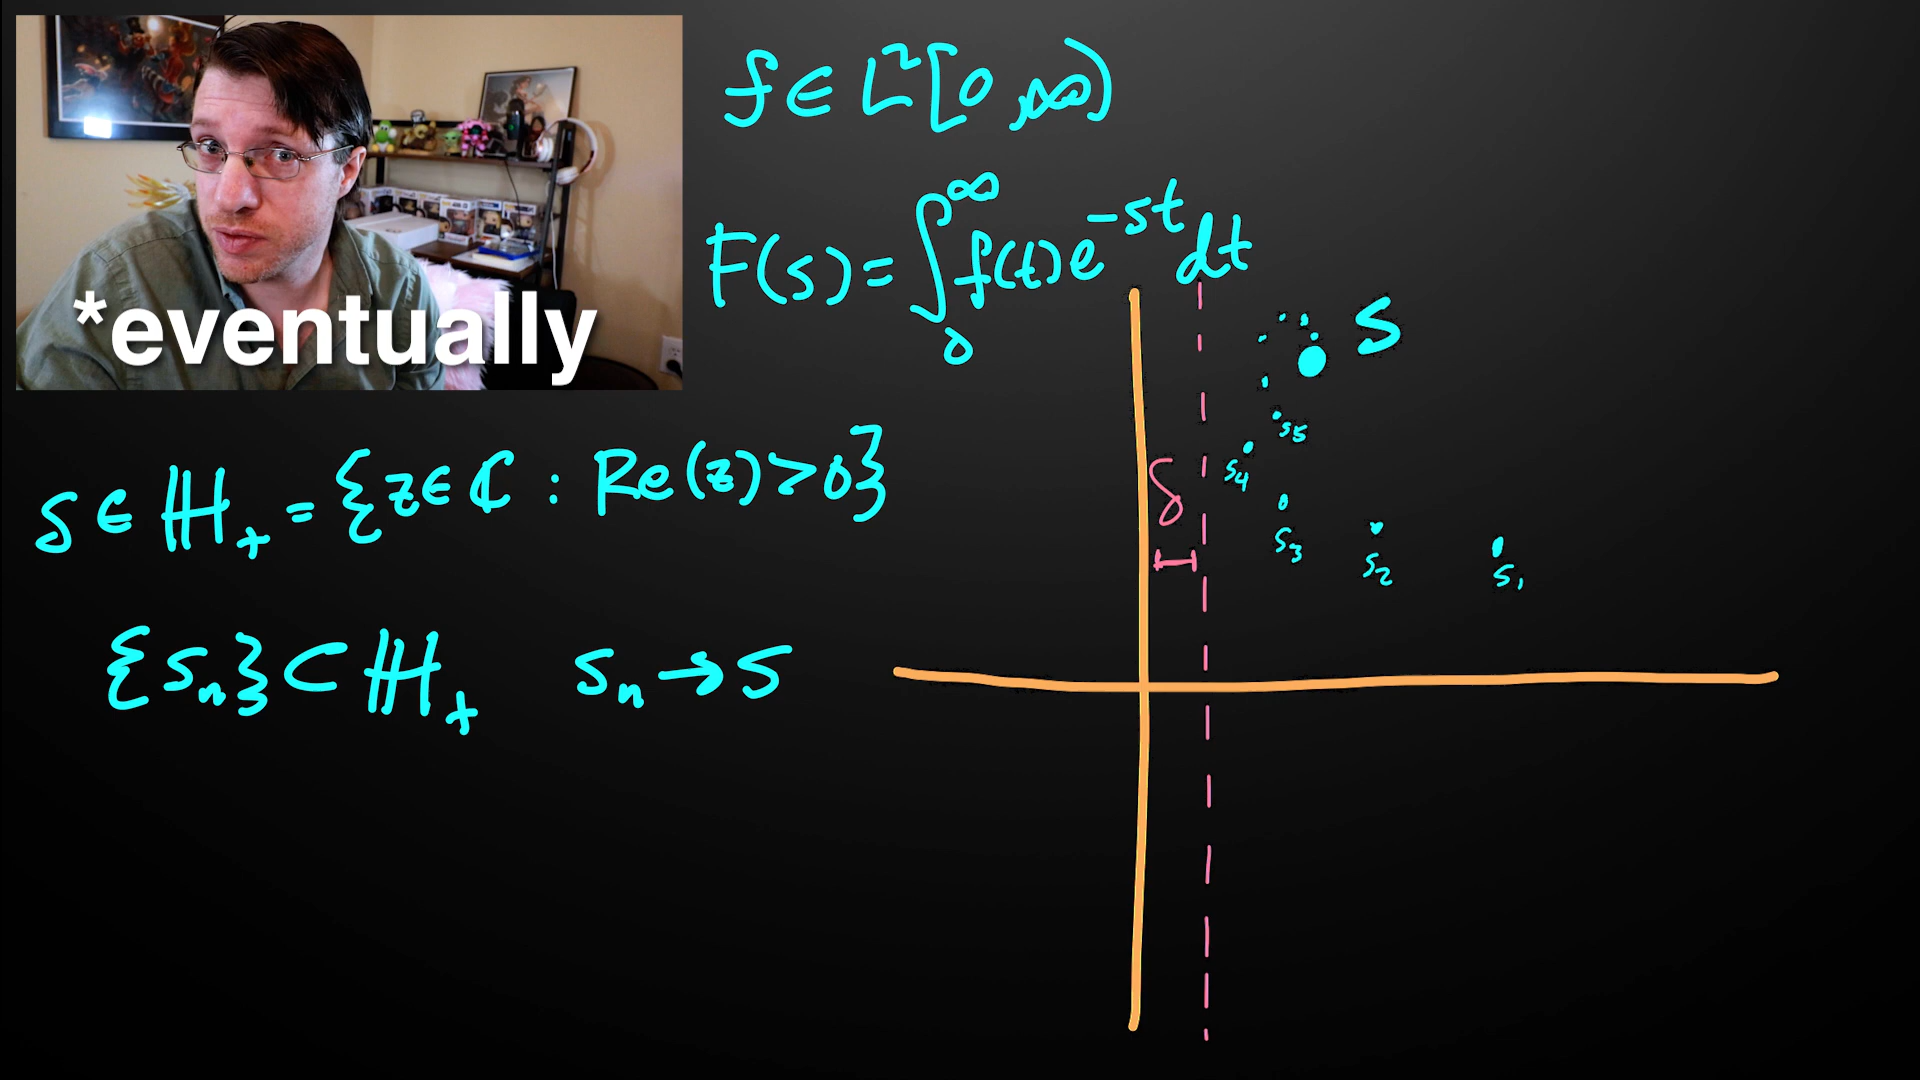 *eventually
f ∈ L²[0,∞)
F(s) = ∫₀^∞ f(t)e^{-st}dt
s ∈ ℍ₊ = {z∈ℂ : Re(z)>0}
{sₙ} ⊂ ℍ₊ sₙ → s
s
s₅
s₄
δ
s₃
s₂
s₁